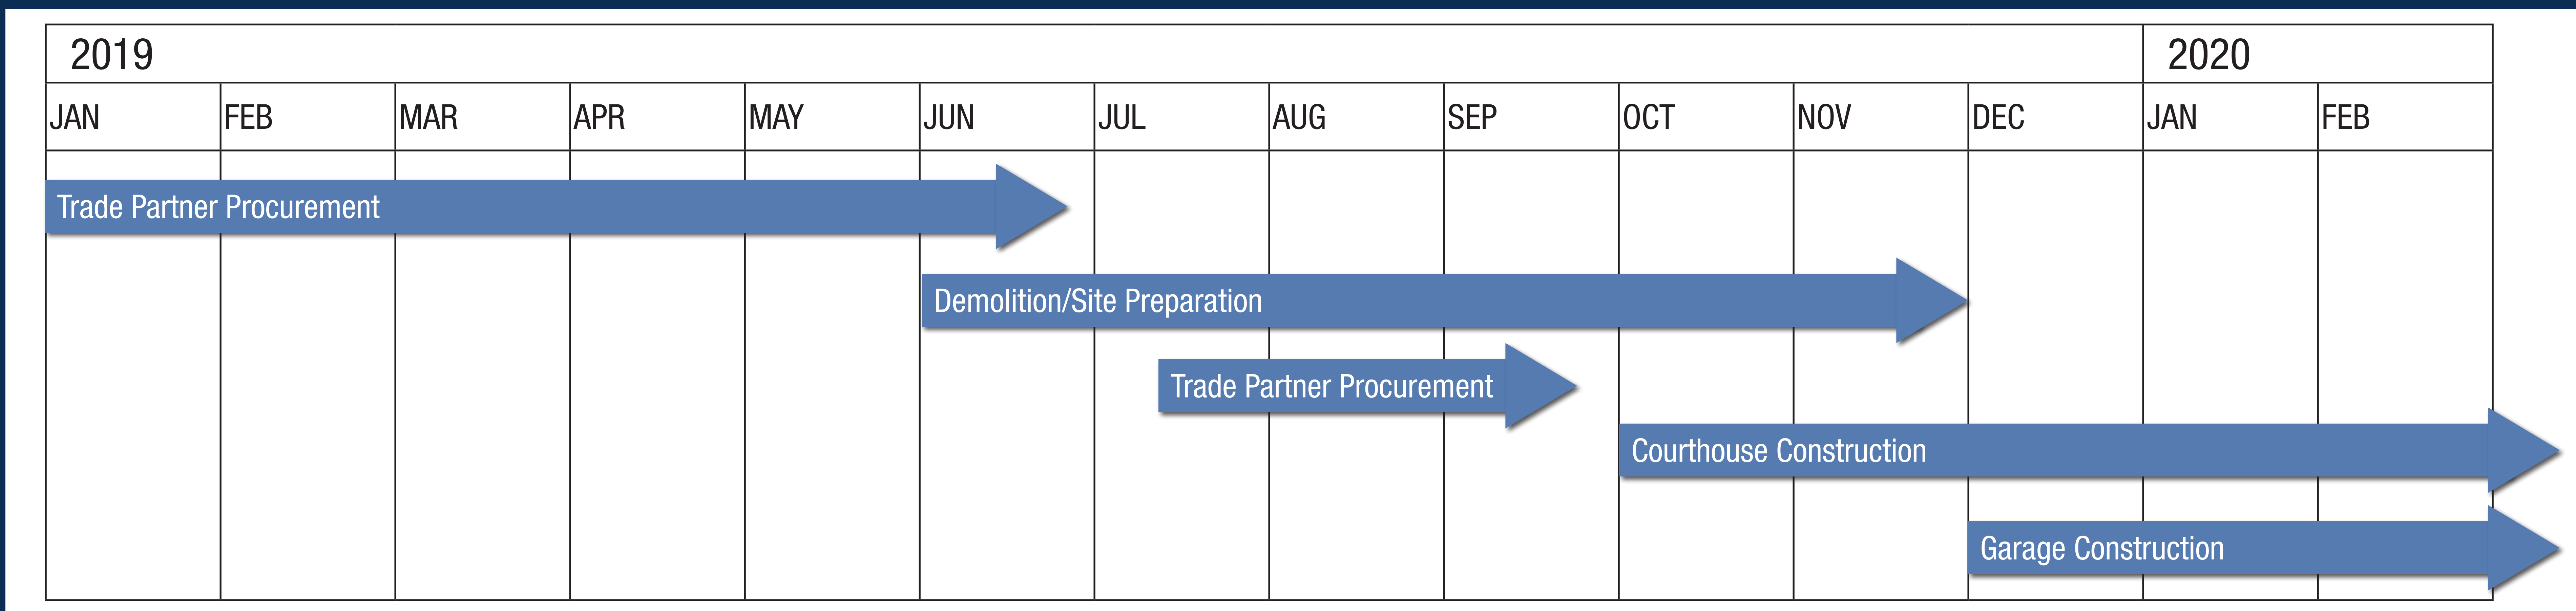 2019 2020
JAN FEB MAR APR MAY JUN JUL AUG SEP OCT NOV DEC JAN FEB
Trade Partner Procurement
Demolition/Site Preparation
Trade Partner Procurement
Courthouse Construction
Garage Construction